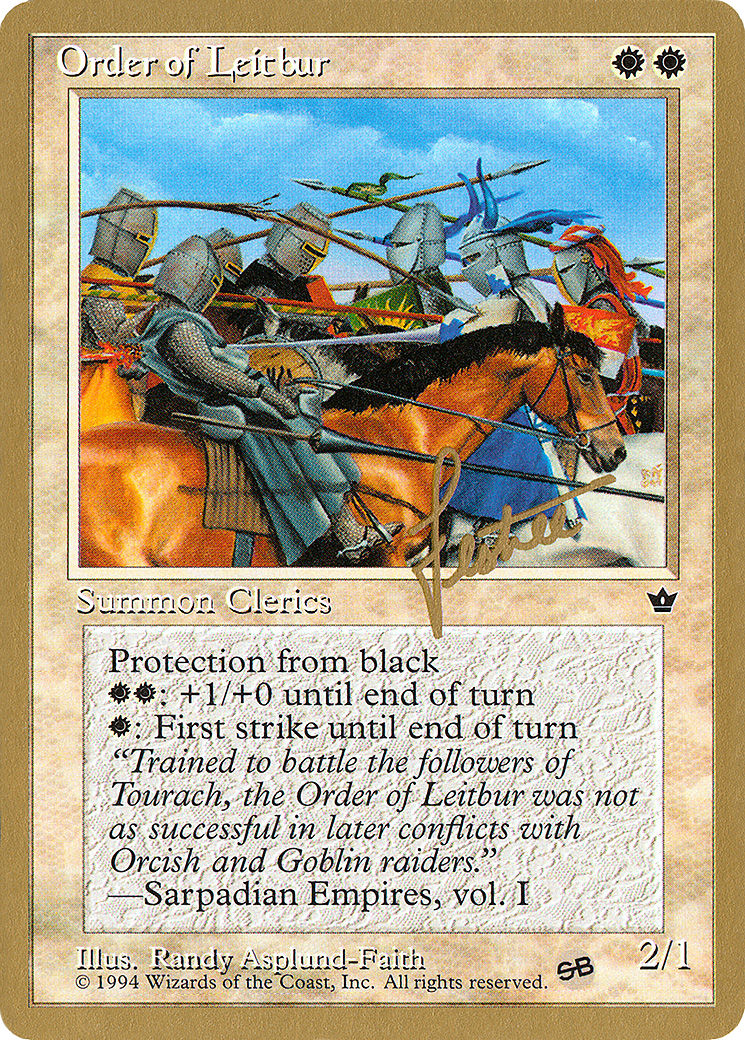 Order of Leitbur
Summon Clerics
Protection from black
: +1/+0 until end of turn
: First strike until end of turn
“Trained to battle the followers of
Tourach, the Order of Leitbur was not
as successful in later conflicts with
Orcish and Goblin raiders.”
—Sarpadian Empires, vol. I
Illus. Randy Asplund-Faith
2/1
© 1994 Wizards of the Coast, Inc. All rights reserved.
SB